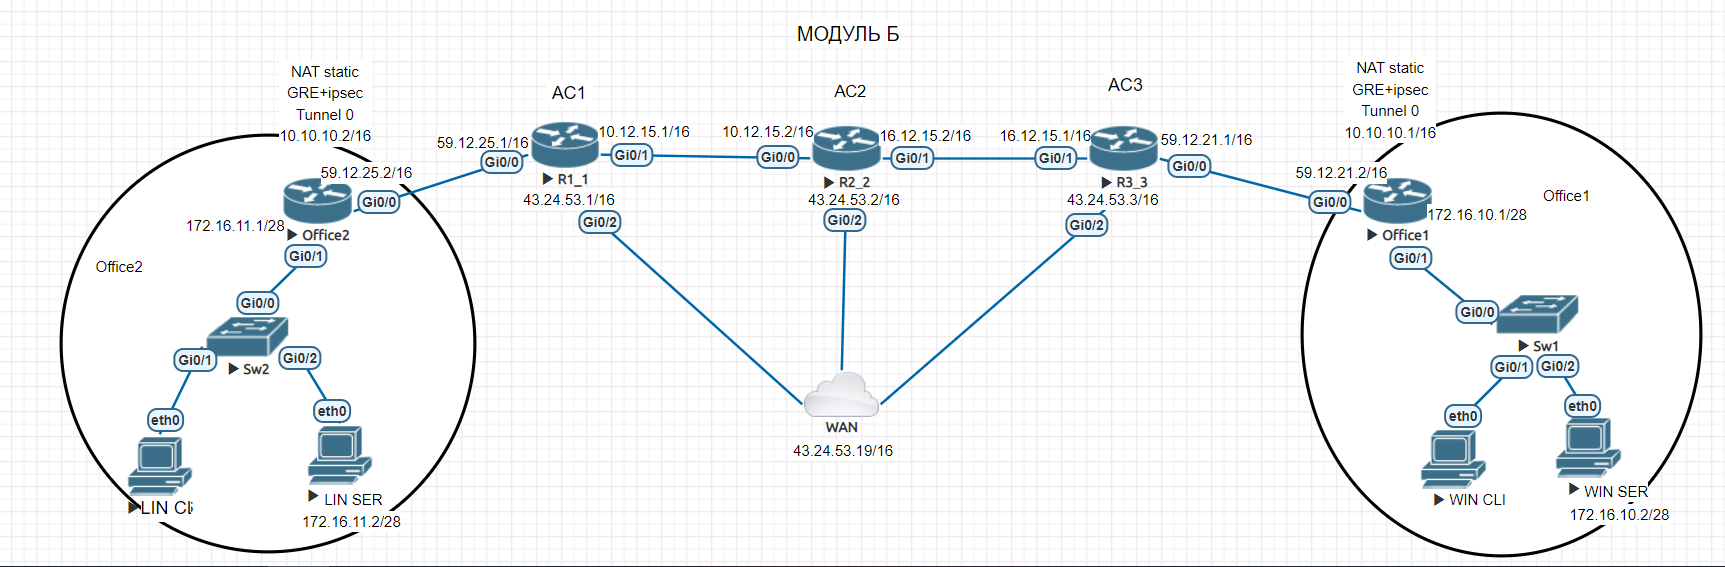 МОДУЛЬ Б
NAT static
GRE+ipsec
Tunnel 0
10.10.10.2/16
AC1
AC2
AC3
NAT static
GRE+ipsec
Tunnel 0
10.10.10.1/16
59.12.25.1/16
Gi0/0
10.12.15.1/16
Gi0/1
R1_1
43.24.53.1/16
Gi0/2
10.12.15.2/16
Gi0/0
16.12.15.2/16
Gi0/1
R2_2
43.24.53.2/16
Gi0/2
16.12.15.1/16
Gi0/1
59.12.21.1/16
Gi0/0
R3_3
43.24.53.3/16
Gi0/2
59.12.25.2/16
Gi0/0
172.16.11.1/28
Office2
Gi0/1
Office2
Gi0/0
Gi0/1
Gi0/2
Sw2
eth0
eth0
LIN Cli
LIN SER
172.16.11.2/28
WAN
43.24.53.19/16
59.12.21.2/16
Gi0/0
172.16.10.1/28
Office1
Gi0/1
Office1
Gi0/0
Sw1
Gi0/1
Gi0/2
eth0
eth0
WIN CLI
WIN SER
172.16.10.2/28